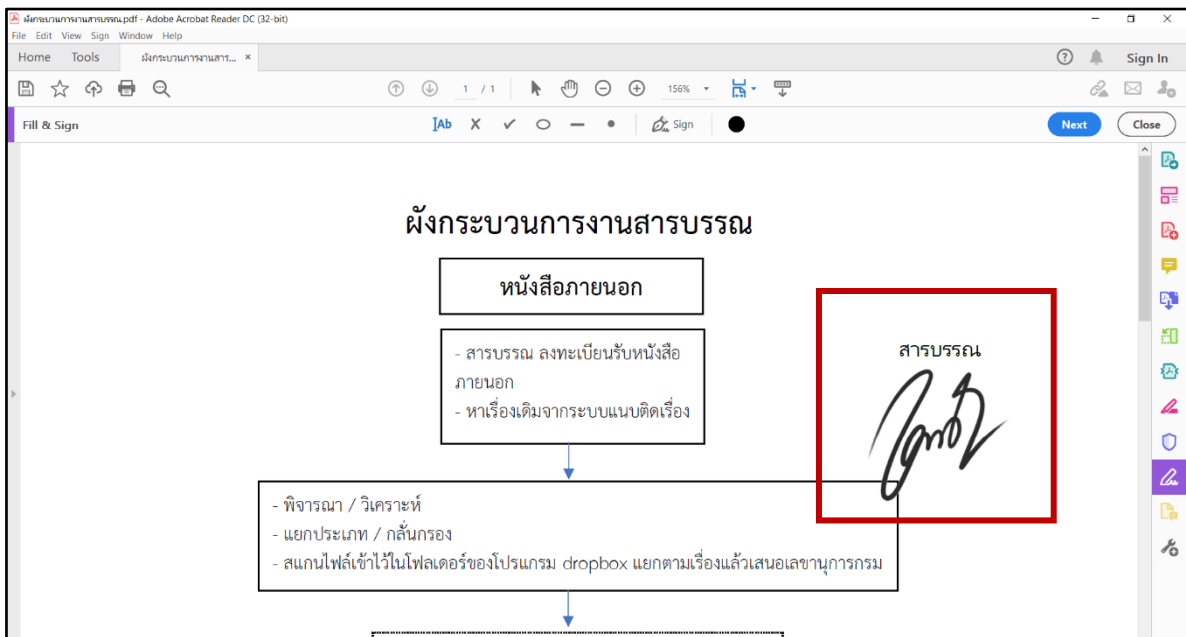 ผังกระบวนการงานสารบรรณ.pdf - Adobe Acrobat Reader DC (32-bit)
File Edit View Sign Window Help
Home Tools ผังกระบวนการงานสาร... × Sign In
1 / 1 156%
Fill & Sign Ab Sign Next Close
ผังกระบวนการงานสารบรรณ
หนังสือภายนอก
- สารบรรณ ลงทะเบียนรับหนังสือ
ภายนอก
- หาเรื่องเดิมจากระบบแนบติดเรื่อง
สารบรรณ
- พิจารณา / วิเคราะห์
- แยกประเภท / กลั่นกรอง
- สแกนไฟล์เข้าไว้ในโฟลเดอร์ของโปรแกรม dropbox แยกตามเรื่องแล้วเสนอเลขานุการกรม